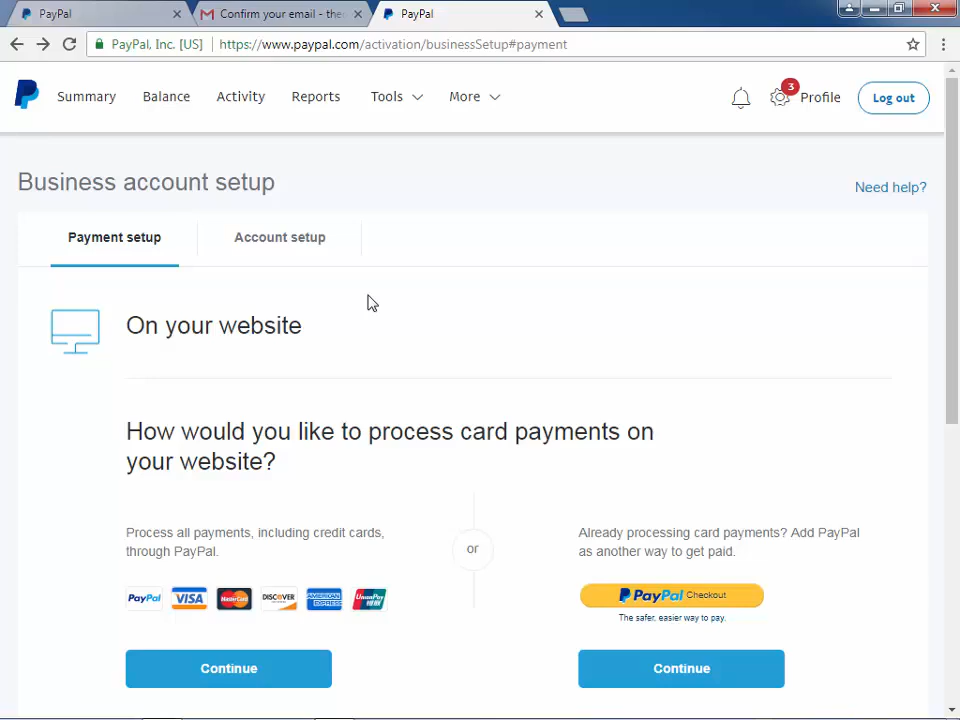 PayPal
Confirm your email - the
PayPal
PayPal, Inc. [US]
https://www.paypal.com/activation/businessSetup#payment
Summary
Balance
Activity
Reports
Tools
More
3
Profile
Log out
Business account setup
Need help?
Payment setup
Account setup
On your website
How would you like to process card payments on
your website?
Process all payments, including credit cards,
through PayPal.
or
Already processing card payments? Add PayPal
as another way to get paid.
PayPal
VISA
MasterCard
DISCOVER
AMERICAN EXPRESS
UnionPay
PayPal Checkout
The safer, easier way to pay.
Continue
Continue